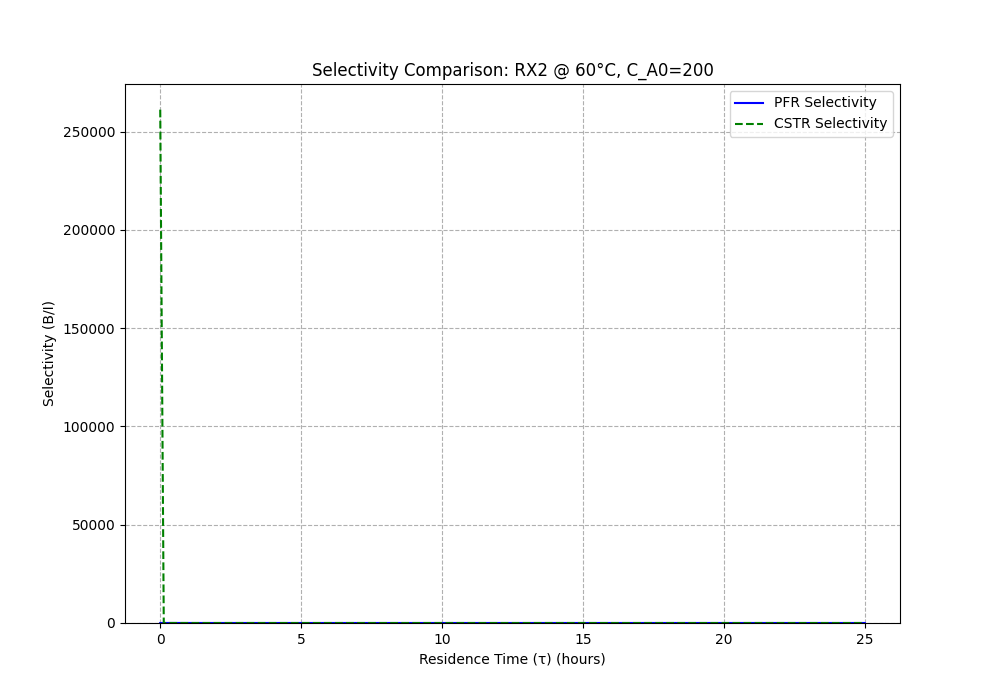 Selectivity Comparison: RX2 @ 60°C, C_A0=200
PFR Selectivity
CSTR Selectivity
Selectivity (B/I)
250000
200000
150000
100000
50000
0
0 5 10 15 20 25
Residence Time (τ) (hours)